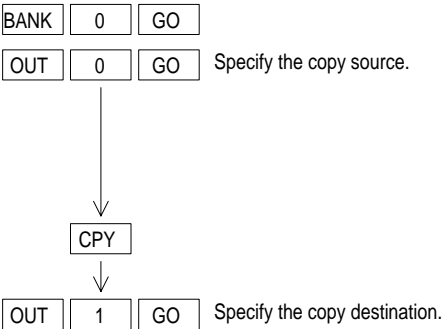 BANK 0 GO
OUT 0 GO Specify the copy source.
CPY
OUT 1 GO Specify the copy destination.